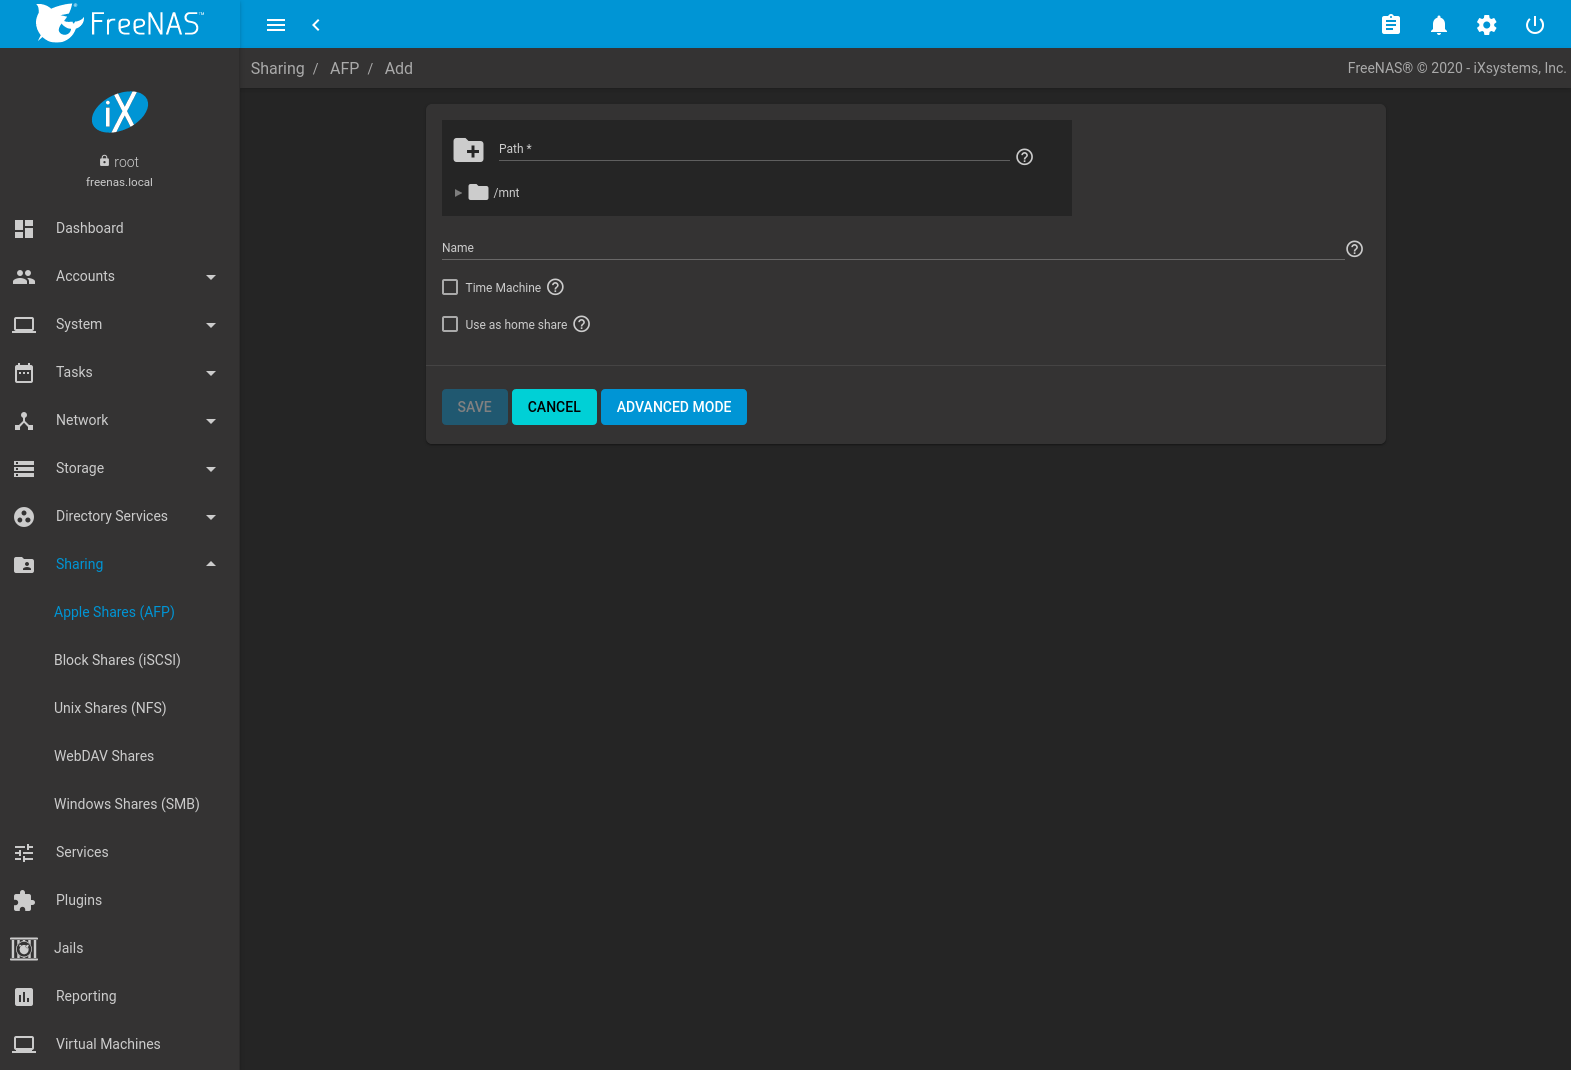 FreeNAS™
Sharing / AFP / Add
FreeNAS® © 2020 - iXsystems, Inc.
iX
root
freenas.local
Dashboard
Accounts
System
Tasks
Network
Storage
Directory Services
Sharing
Apple Shares (AFP)
Block Shares (iSCSI)
Unix Shares (NFS)
WebDAV Shares
Windows Shares (SMB)
Services
Plugins
Jails
Reporting
Virtual Machines
Path *
/mnt
Name
Time Machine
Use as home share
SAVE CANCEL ADVANCED MODE